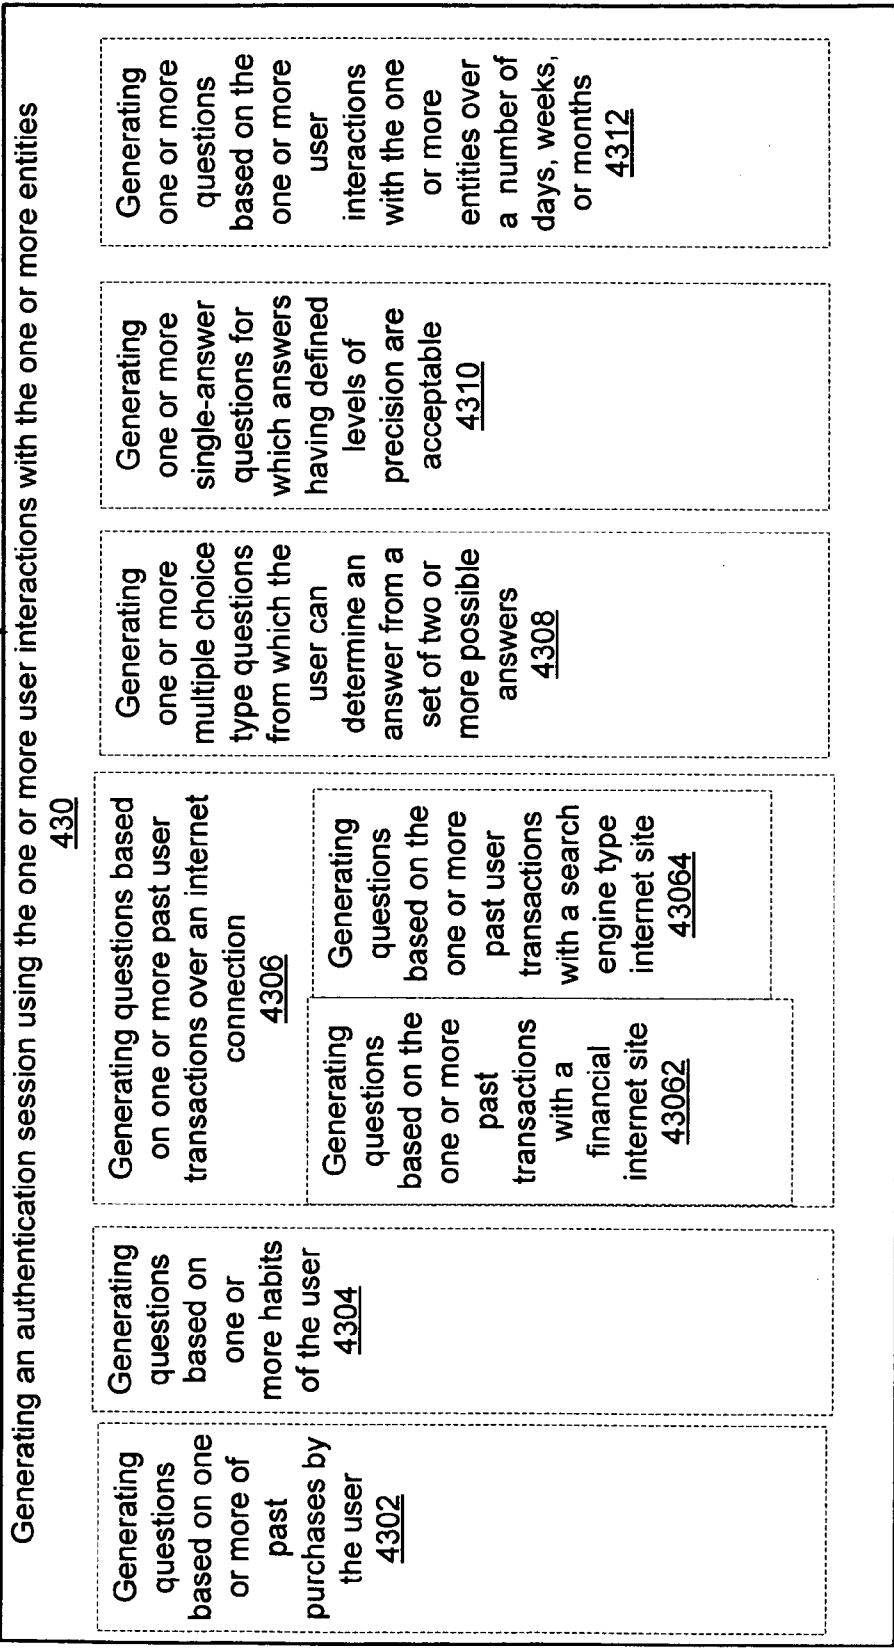 Generating an authentication session using the one or more user interactions with the one or more entities
430
Generating
questions
based on one
or more of
past
purchases by
the user
4302
Generating
questions
based on
one or
more habits
of the user
4304
Generating questions based
on one or more past user
transactions over an internet
connection
4306
Generating
questions
based on the
one or more
past
transactions
with a
financial
internet site
43062
Generating
questions
based on the
one or more
past user
transactions
with a search
engine type
internet site
43064
Generating
one or more
multiple choice
type questions
from which the
user can
determine an
answer from a
set of two or
more possible
answers
4308
Generating
one or more
single-answer
questions for
which answers
having defined
levels of
precision are
acceptable
4310
Generating
one or more
questions
based on the
one or more
user
interactions
with the one
or more
entities over
a number of
days, weeks,
or months
4312